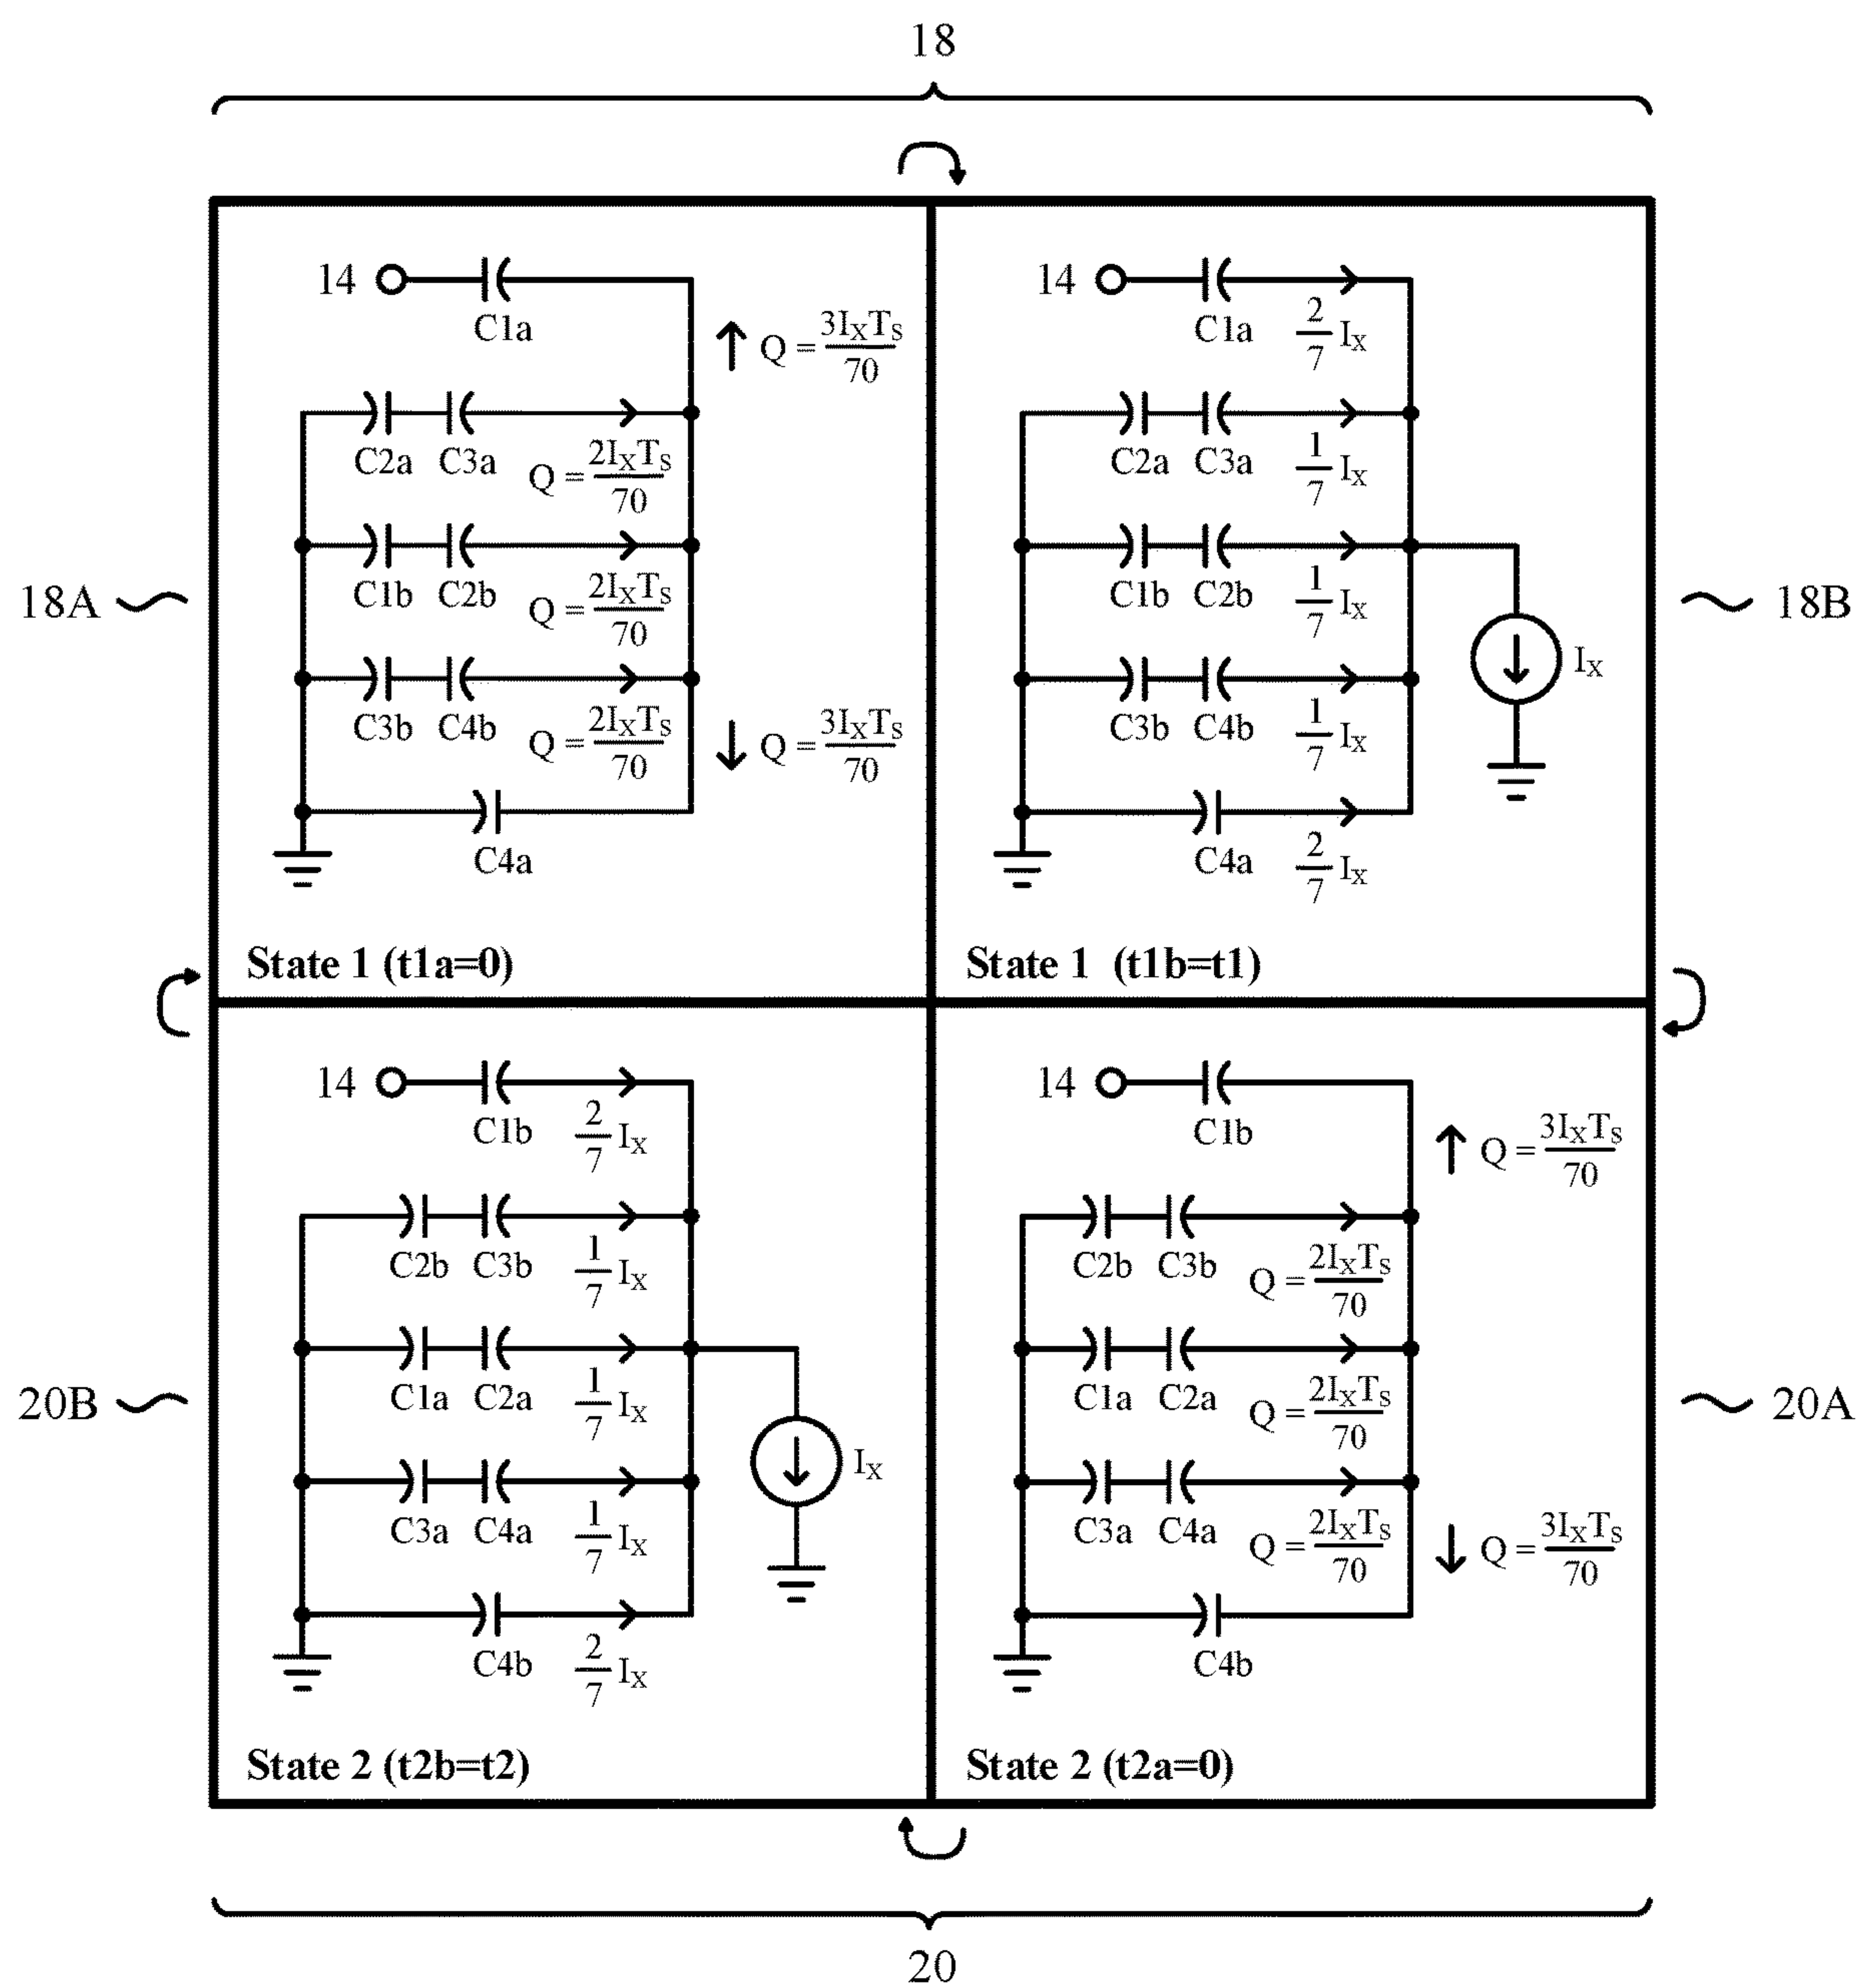 18
14
C1a
Q = 3IXTS/70
C2a C3a
Q = 2IXTS/70
C1b C2b
Q = 2IXTS/70
C3b C4b
Q = 2IXTS/70
Q = 3IXTS/70
C4a
State 1 (t1a=0)
18A
14
C1a 2/7 IX
C2a C3a 1/7 IX
C1b C2b 1/7 IX
C3b C4b 1/7 IX
IX
C4a 2/7 IX
State 1 (t1b=t1)
18B
14
C1b 2/7 IX
C2b C3b 1/7 IX
C1a C2a 1/7 IX
C3a C4a 1/7 IX
IX
C4b 2/7 IX
State 2 (t2b=t2)
20B
14
C1b
Q = 3IXTS/70
C2b C3b
Q = 2IXTS/70
C1a C2a
Q = 2IXTS/70
C3a C4a
Q = 2IXTS/70
Q = 3IXTS/70
C4b
State 2 (t2a=0)
20A
20